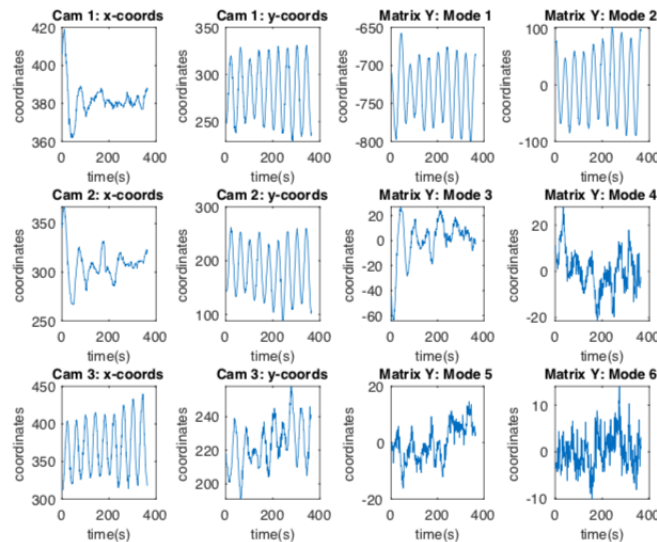 Cam 1: x-coords
Cam 1: y-coords
Matrix Y: Mode 1
Matrix Y: Mode 2
coordinates
420
400
380
360
0 200 400
time(s)
coordinates
300
250
0 200 400
time(s)
coordinates
-650
-700
-750
-800
0 200 400
time(s)
coordinates
100
0
-100
0 200 400
time(s)
Cam 2: x-coords
Cam 2: y-coords
Matrix Y: Mode 3
Matrix Y: Mode 4
coordinates
350
300
250
0 200 400
time(s)
coordinates
300
200
100
0 200 400
time(s)
coordinates
20
0
-20
-40
-60
0 200 400
time(s)
coordinates
20
0
-20
0 200 400
time(s)
Cam 3: x-coords
Cam 3: y-coords
Matrix Y: Mode 5
Matrix Y: Mode 6
coordinates
450
400
350
300
0 200 400
time(s)
coordinates
240
220
200
0 200 400
time(s)
coordinates
20
0
-20
0 200 400
time(s)
coordinates
10
0
-10
0 200 400
time(s)